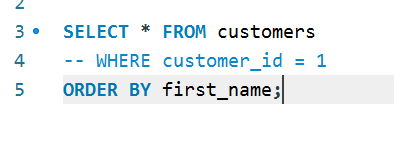 2
3 SELECT * FROM customers
4 -- WHERE customer_id = 1
5 ORDER BY first_name;